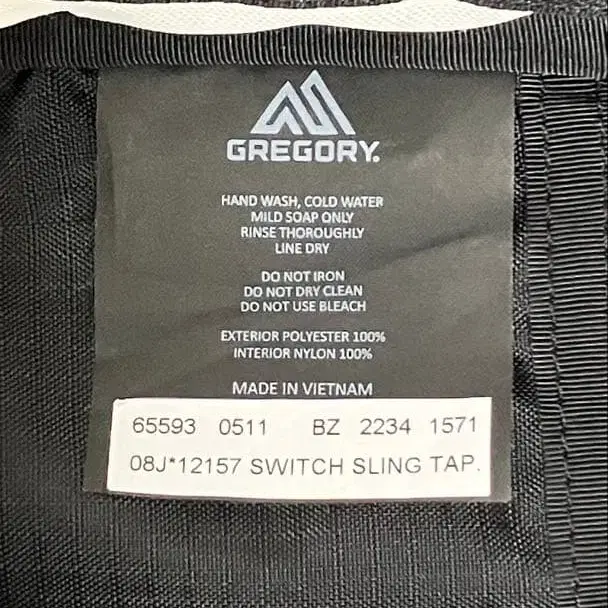 GREGORY.
HAND WASH, COLD WATER
MILD SOAP ONLY
RINSE THOROUGHLY
LINE DRY
DO NOT IRON
DO NOT DRY CLEAN
DO NOT USE BLEACH
EXTERIOR POLYESTER 100%
INTERIOR NYLON 100%
MADE IN VIETNAM
65593 0511 BZ 2234 1571
08J*12157 SWITCH SLING TAP.